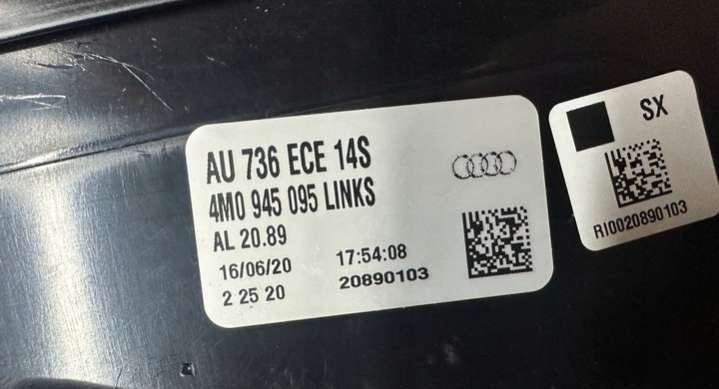 AU 736 ECE 14S
4M0 945 095 LINKS
AL 20.89
16/06/20 17:54:08
2 25 20 20890103
SX
RI0020890103